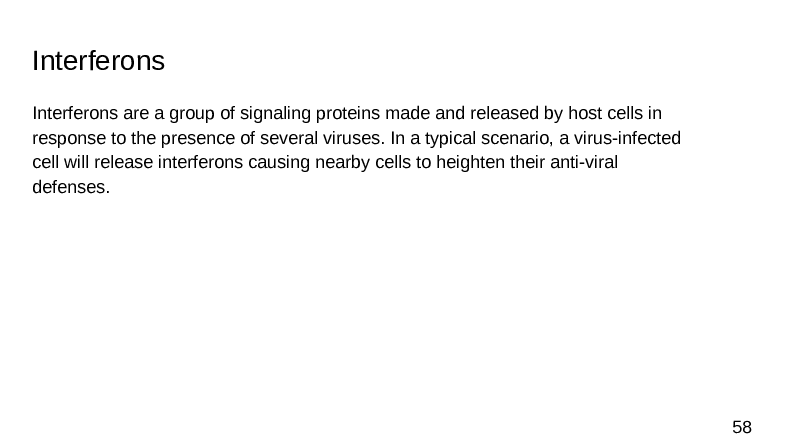 Interferons
Interferons are a group of signaling proteins made and released by host cells in
response to the presence of several viruses. In a typical scenario, a virus-infected
cell will release interferons causing nearby cells to heighten their anti-viral
defenses.
58